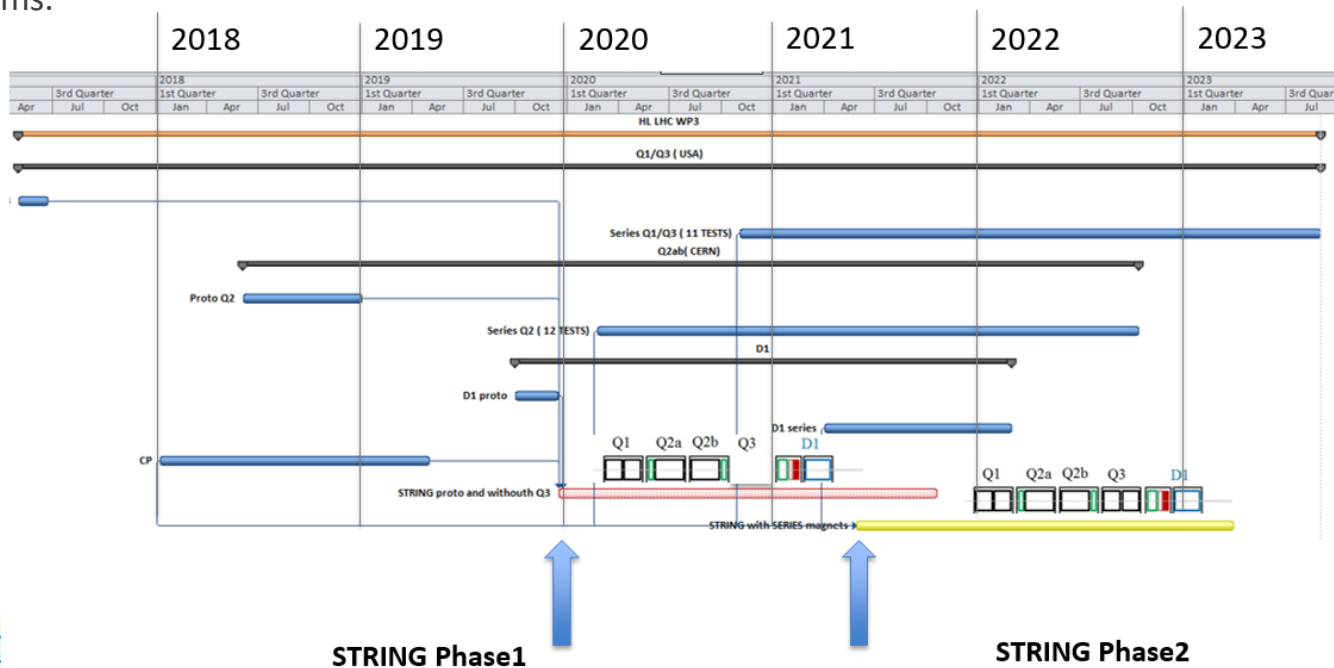 ms.
2018 2019 2020 2021 2022 2023
2018 2019 2020 2021 2022 2023
3rd Quarter 1st Quarter 3rd Quarter 1st Quarter 3rd Quarter 1st Quarter 3rd Quarter 1st Quarter 3rd Quarter 1st Quarter 3rd Quarter 1st Quarter 3rd Quar
Apr Jul Oct Jan Apr Jul Oct Jan Apr Jul Oct Jan Apr Jul Oct Jan Apr Jul Oct Jan Apr Jul Oct Jan Apr Jul
HL LHC WP3
Q1/Q3 ( USA)
Series Q1/Q3 ( 11 TESTS)
Q2ab( CERN)
Proto Q2
Series Q2 ( 12 TESTS)
D1
D1 proto
D1 series
Q1 Q2a Q2b Q3 D1
CP
Q1 Q2a Q2b Q3 D1
STRING proto and withouth Q3
STRING with SERIES magnets
STRING Phase1
STRING Phase2